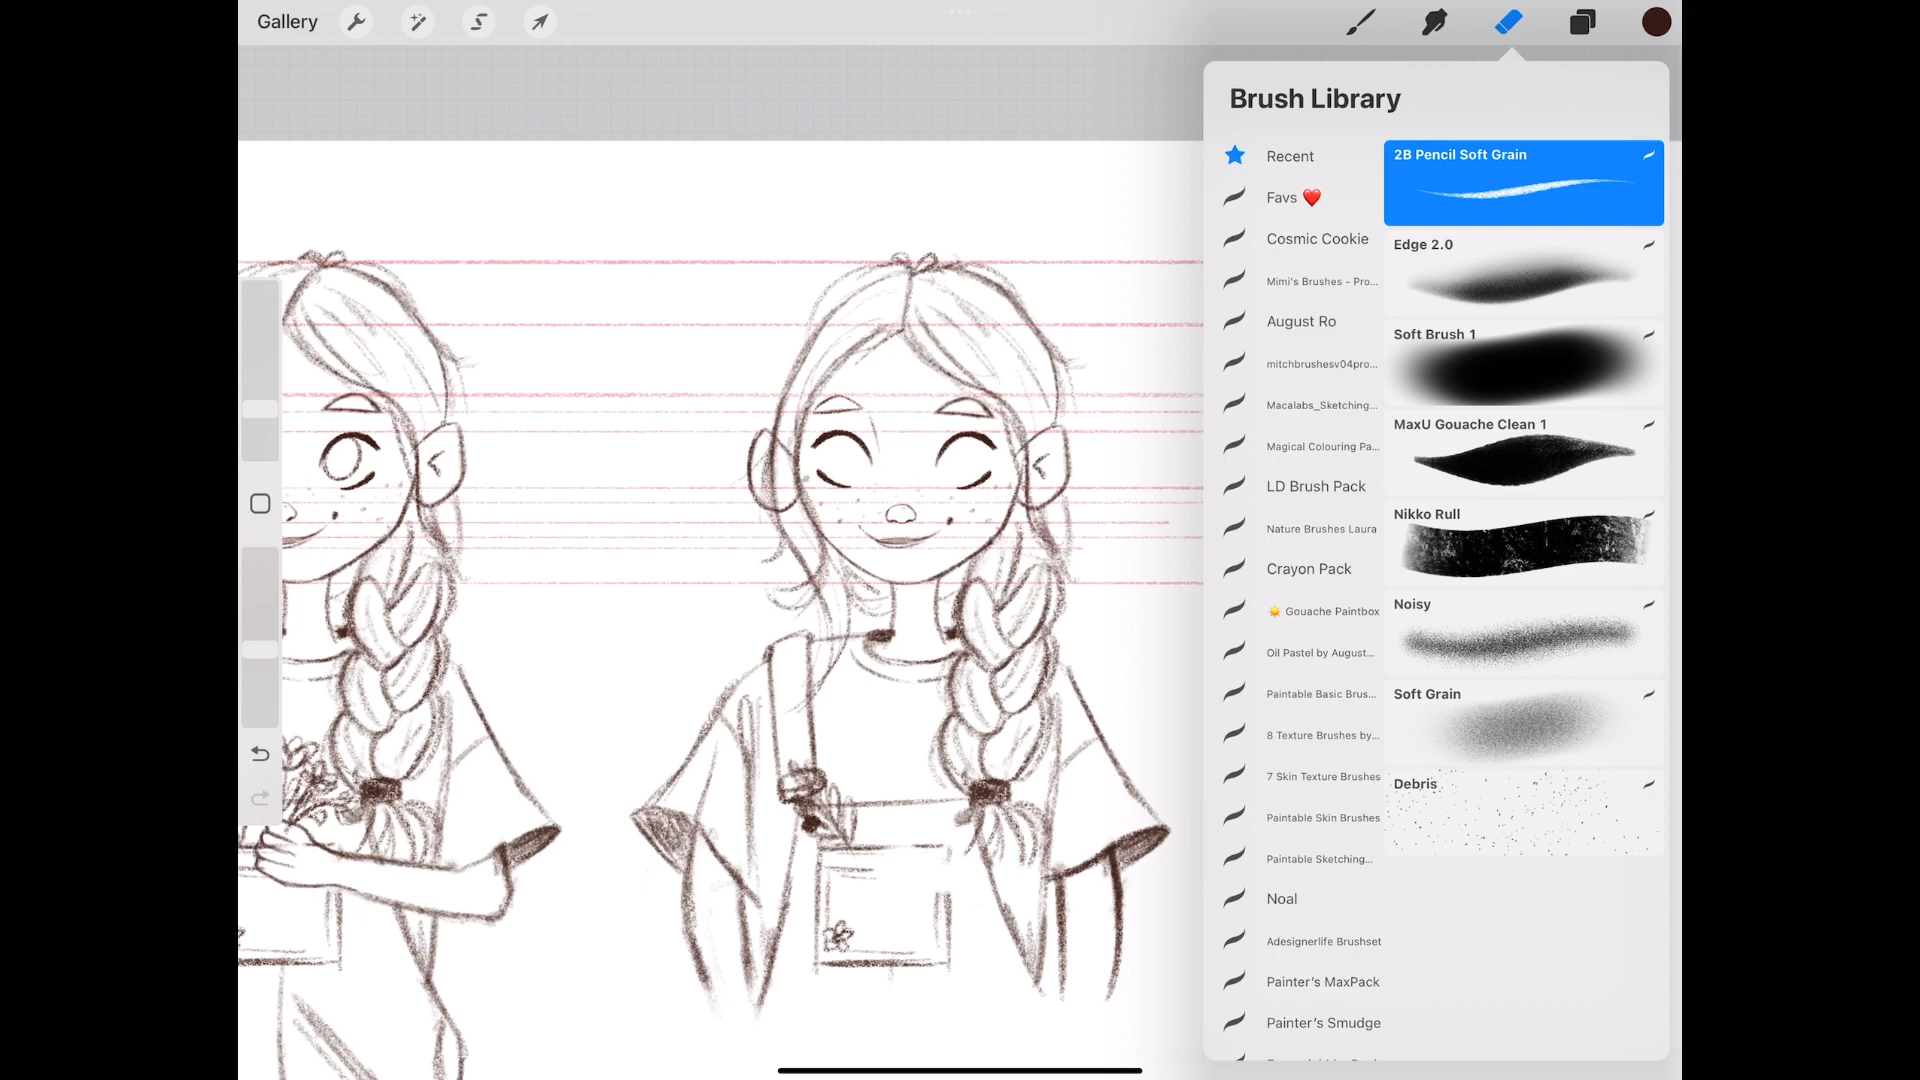 Gallery
Brush Library
Recent
Favs ❤️
Cosmic Cookie
Mimi's Brushes - Pro...
August Ro
mitchbrushesv04pro...
Macalabs_Sketching...
Magical Colouring Pa...
LD Brush Pack
Nature Brushes Laura
Crayon Pack
☀️ Gouache Paintbox
Oil Pastel by August...
Paintable Basic Brus...
8 Texture Brushes by...
7 Skin Texture Brushes
Paintable Skin Brushes
Paintable Sketching...
Noal
Adesignerlife Brushset
Painter's MaxPack
Painter's Smudge
2B Pencil Soft Grain
Edge 2.0
Soft Brush 1
MaxU Gouache Clean 1
Nikko Rull
Noisy
Soft Grain
Debris